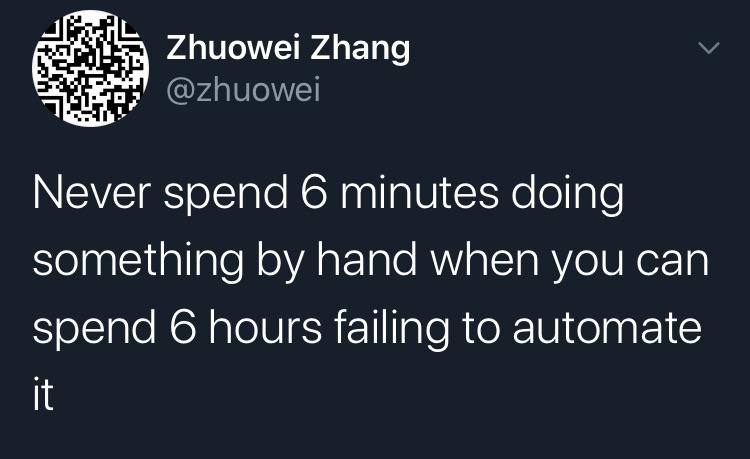 Zhuowei Zhang
@zhuowei
Never spend 6 minutes doing
something by hand when you can
spend 6 hours failing to automate
it